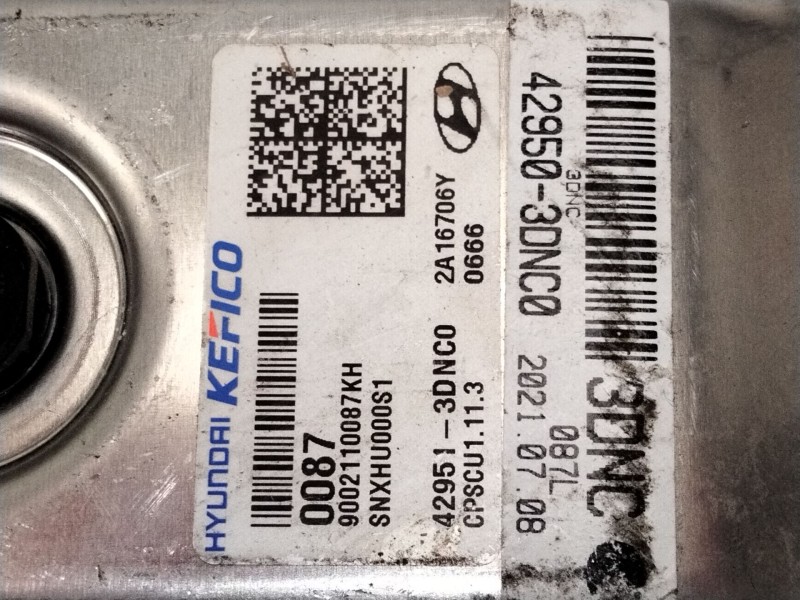 HYUNDAI KEFICO
0087
9002110087KH
SNXHU000S1
42951-3DNC0
CPSCU1.11.3
2A16706Y
0666
42950-3DNC0
3DNC
2021.07.08
087L
3DNC